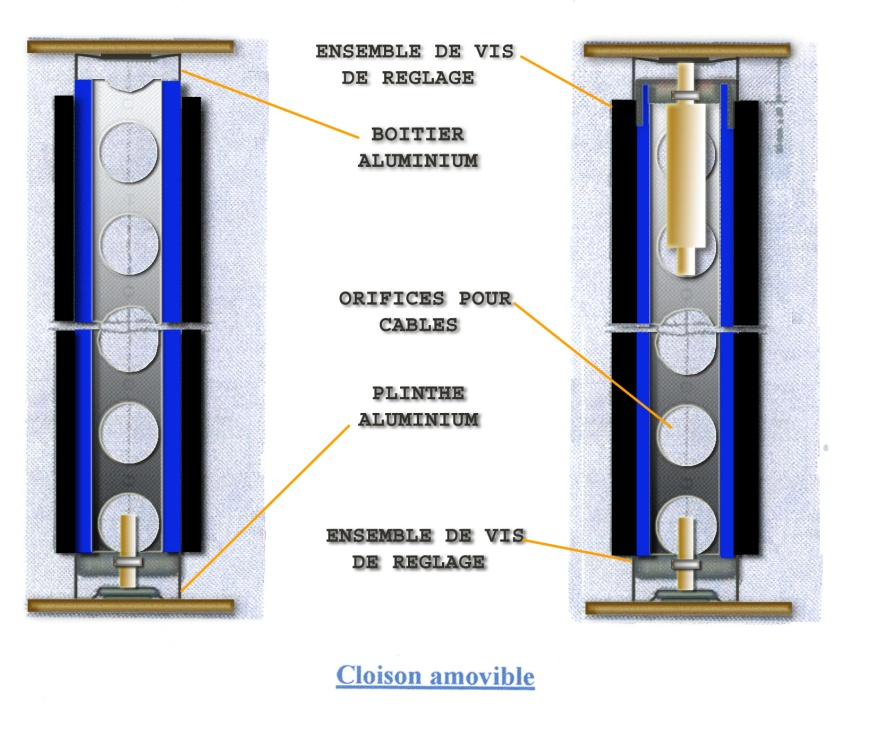 ENSEMBLE DE VIS
DE REGLAGE
BOITIER
ALUMINIUM
ORIFICES POUR
CABLES
PLINTHE
ALUMINIUM
ENSEMBLE DE VIS
DE REGLAGE
Cloison amovible